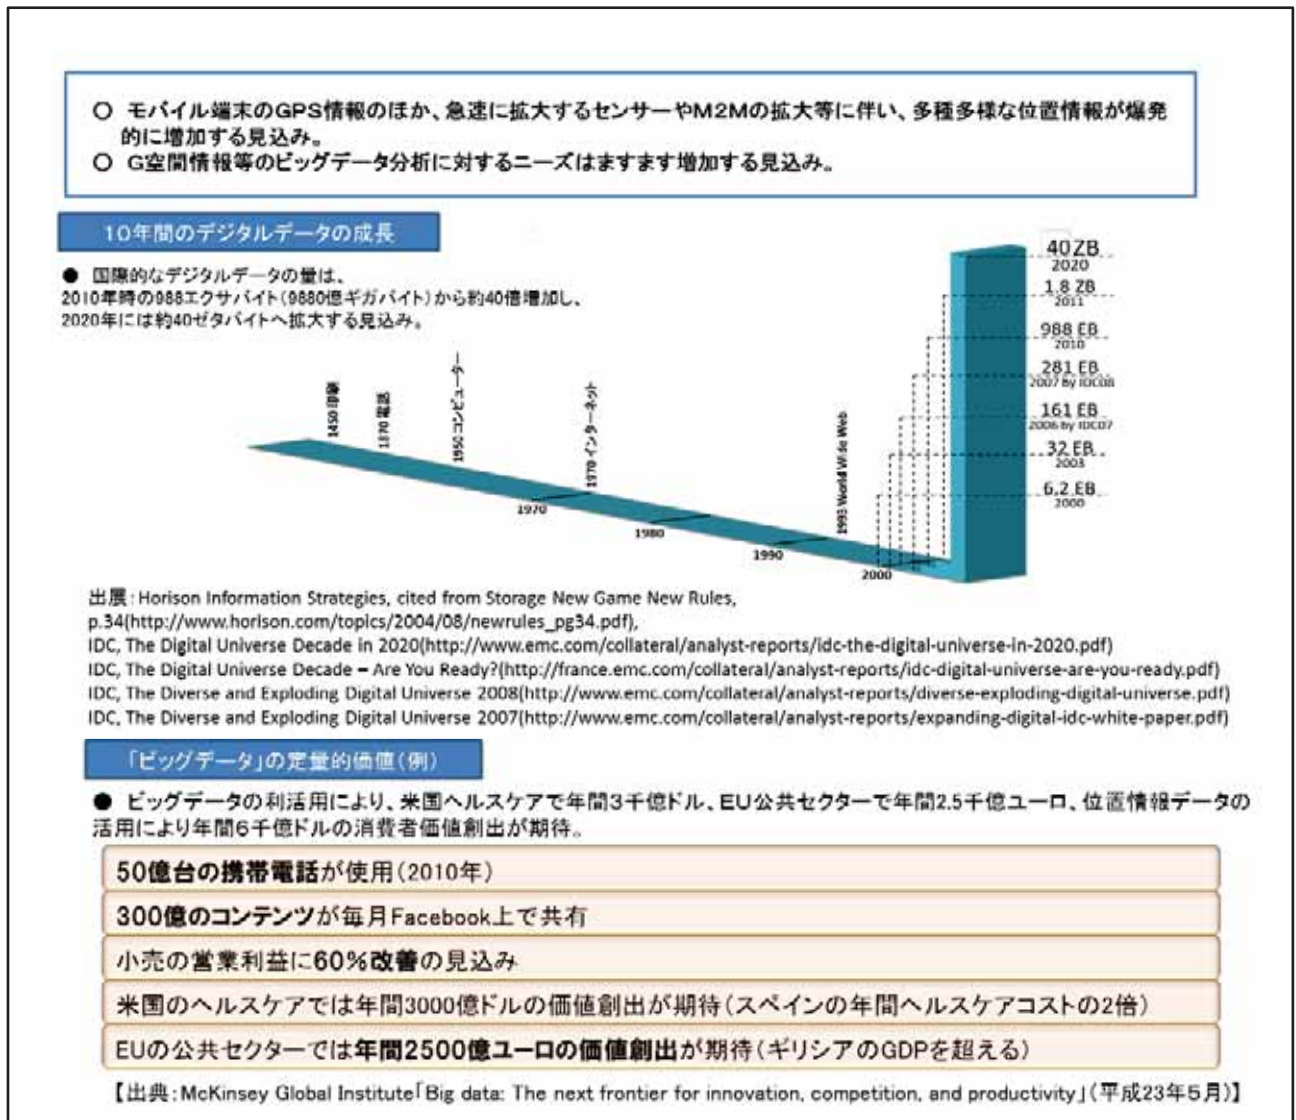 ○ モバイル端末のGPS情報のほか、急速に拡大するセンサーやM2Mの拡大等に伴い、多種多様な位置情報が爆発
的に増加する見込み。
○ G空間情報等のビッグデータ分析に対するニーズはますます増加する見込み。
10年間のデジタルデータの成長
● 国際的なデジタルデータの量は、
2010年時の988エクサバイト(9880億ギガバイト)から約40倍増加し、
2020年には約40ゼタバイトへ拡大する見込み。
40 ZB
2020
1.8 ZB
2011
988 EB
2010
281 EB
2007 By IDC08
161 EB
2006 By IDC07
32 EB
2003
6.2 EB
2000
1450 印刷
1870 電話
1950 コンピューター
1970 インターネット
1993 World Wide Web
1970
1980
1990
2000
出展:Horison Information Strategies, cited from Storage New Game New Rules,
p.34(http://www.horison.com/topics/2004/08/newrules_pg34.pdf),
IDC, The Digital Universe Decade in 2020(http://www.emc.com/collateral/analyst-reports/idc-the-digital-universe-in-2020.pdf)
IDC, The Digital Universe Decade – Are You Ready?(http://france.emc.com/collateral/analyst-reports/idc-digital-universe-are-you-ready.pdf)
IDC, The Diverse and Exploding Digital Universe 2008(http://www.emc.com/collateral/analyst-reports/diverse-exploding-digital-universe.pdf)
IDC, The Diverse and Exploding Digital Universe 2007(http://www.emc.com/collateral/analyst-reports/expanding-digital-idc-white-paper.pdf)
「ビッグデータ」の定量的価値(例)
● ビッグデータの利活用により、米国ヘルスケアで年間3千億ドル、EU公共セクターで年間2.5千億ユーロ、位置情報データの
活用により年間6千億ドルの消費者価値創出が期待。
50億台の携帯電話が使用(2010年)
300億のコンテンツが毎月Facebook上で共有
小売の営業利益に60%改善の見込み
米国のヘルスケアでは年間3000億ドルの価値創出が期待(スペインの年間ヘルスケアコストの2倍)
EUの公共セクターでは年間2500億ユーロの価値創出が期待(ギリシアのGDPを超える)
【出典:McKinsey Global Institute「Big data: The next frontier for innovation, competition, and productivity」(平成23年5月)】